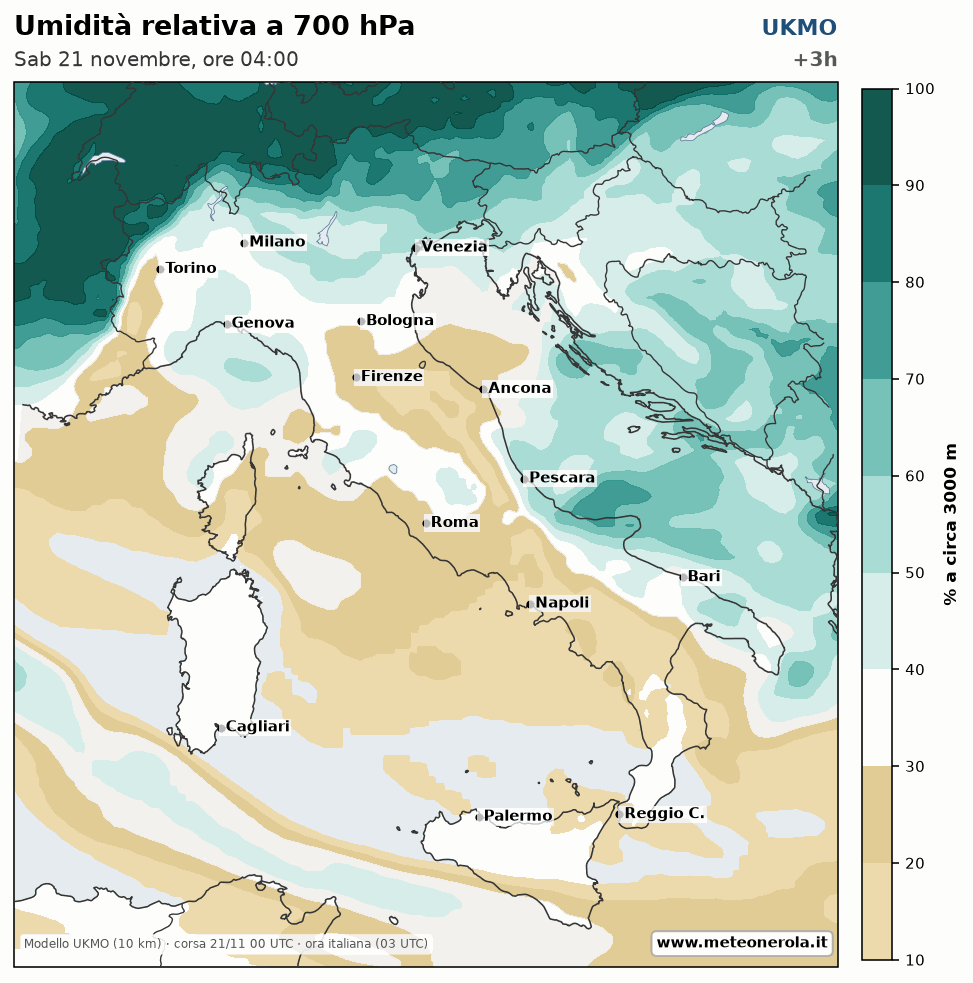 Umidità relativa a 700 hPa
UKMO
Sab 21 novembre, ore 04:00
+3h
100
90
80
70
60
50
40
30
20
10
% a circa 3000 m
Milano
Venezia
Torino
Genova
Bologna
Firenze
Ancona
Pescara
Roma
Bari
Napoli
Cagliari
Palermo
Reggio C.
Modello UKMO (10 km) · corsa 21/11 00 UTC · ora italiana (03 UTC)
www.meteonerola.it